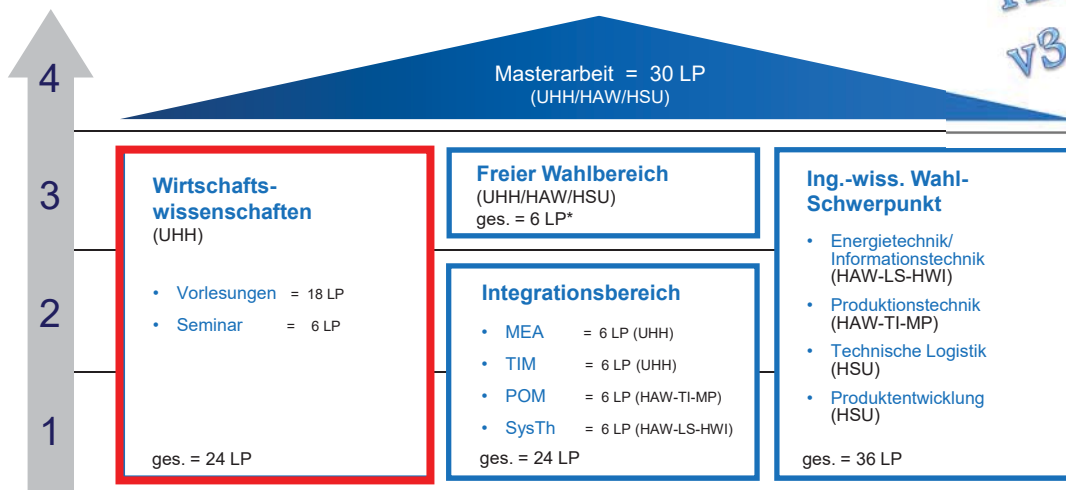 v3
4
Masterarbeit = 30 LP
(UHH/HAW/HSU)
3
2
1
Wirtschafts-
wissenschaften
(UHH)
• Vorlesungen = 18 LP
• Seminar = 6 LP
ges. = 24 LP
Freier Wahlbereich
(UHH/HAW/HSU)
ges. = 6 LP*
Integrationsbereich
• MEA = 6 LP (UHH)
• TIM = 6 LP (UHH)
• POM = 6 LP (HAW-TI-MP)
• SysTh = 6 LP (HAW-LS-HWI)
ges. = 24 LP
Ing.-wiss. Wahl-
Schwerpunkt
• Energietechnik/
Informationstechnik
(HAW-LS-HWI)
• Produktionstechnik
(HAW-TI-MP)
• Technische Logistik
(HSU)
• Produktentwicklung
(HSU)
ges. = 36 LP